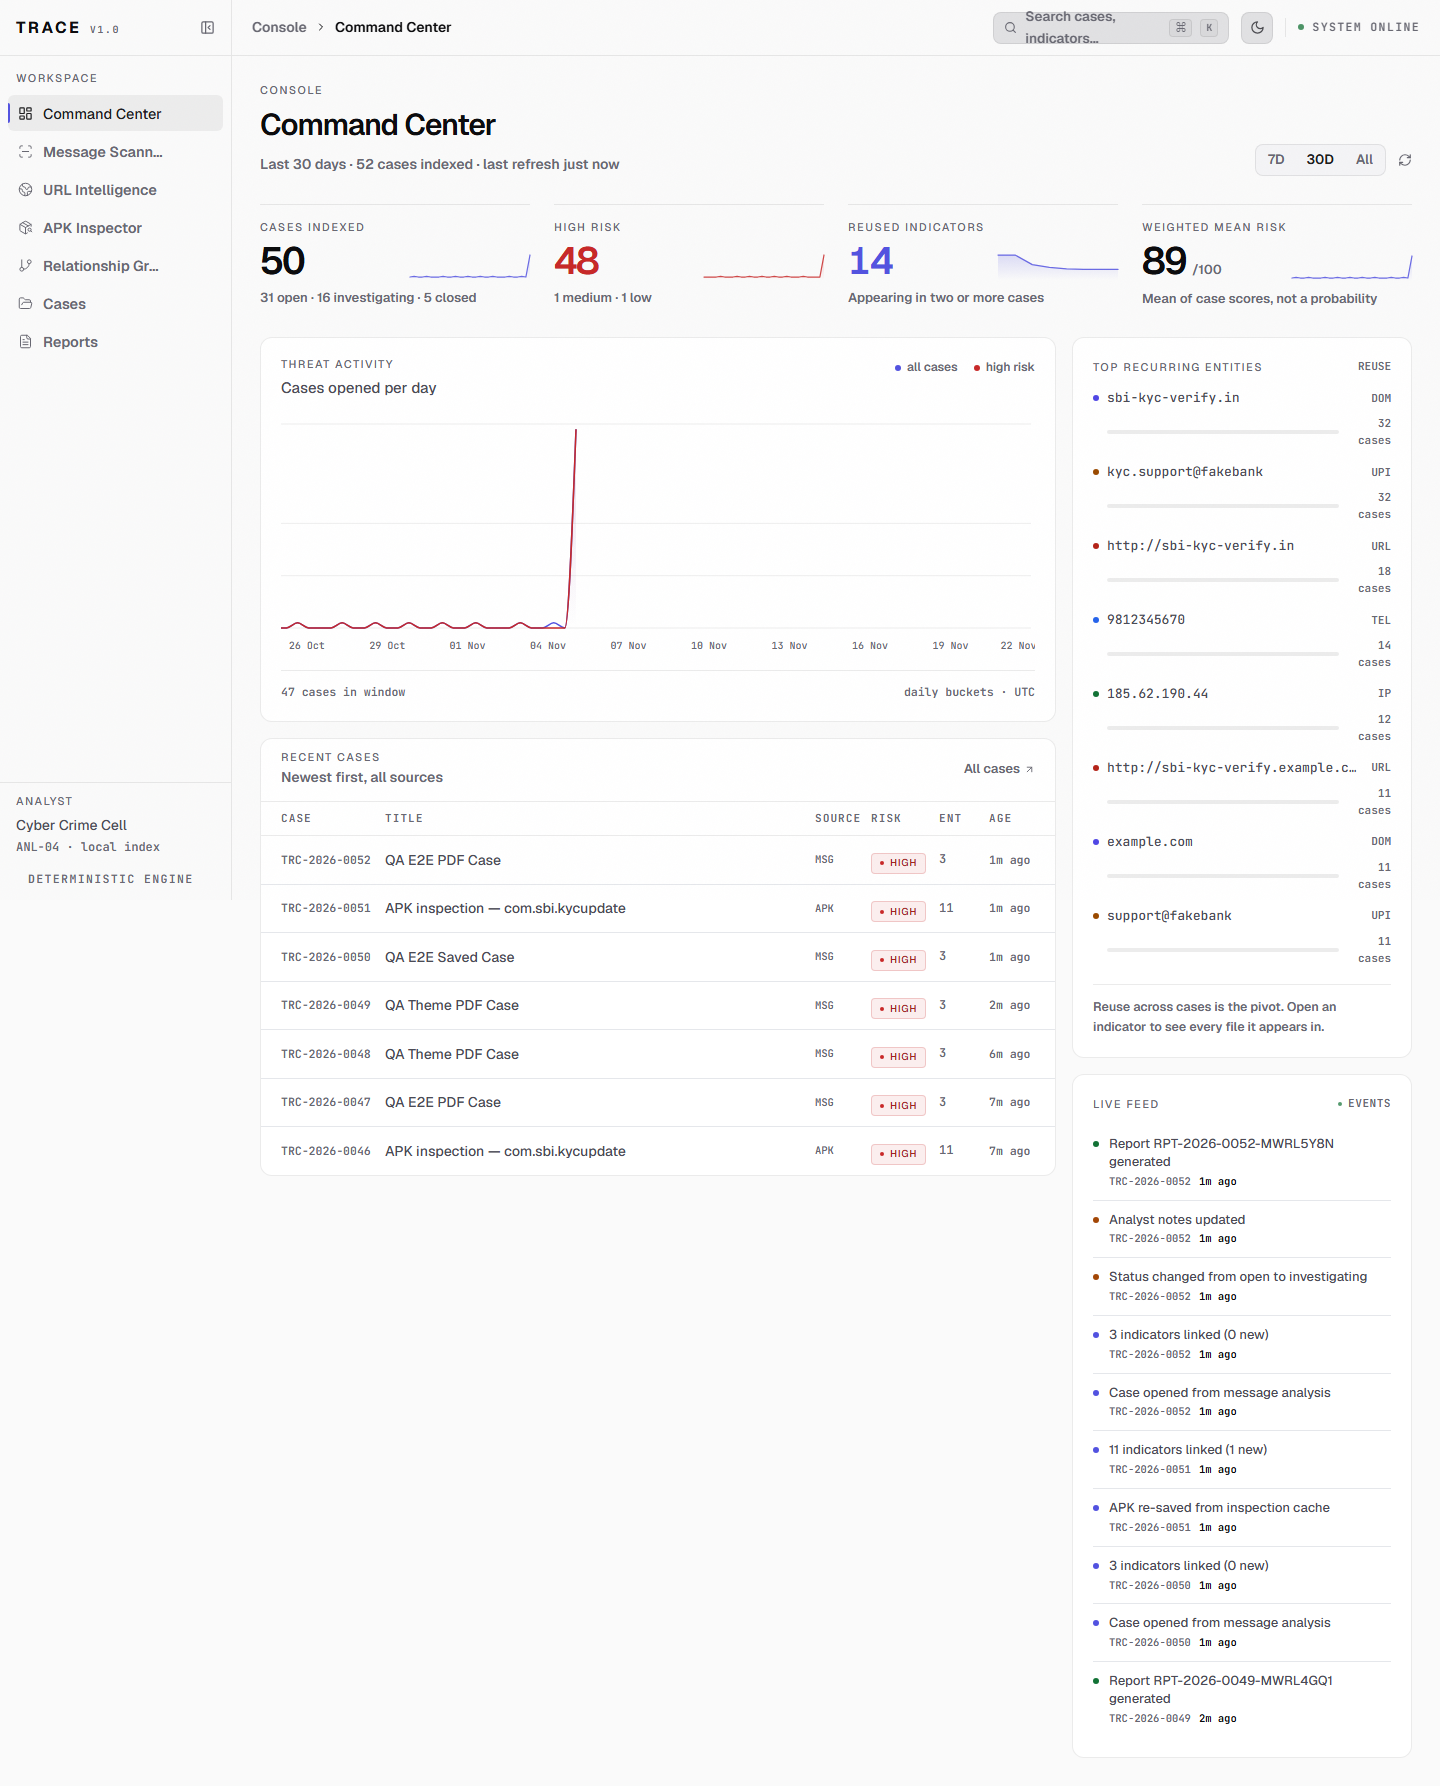 TRACE V1.0
Console > Command Center
Search cases,
indicators...
⌘ K
SYSTEM ONLINE
WORKSPACE
Command Center
Message Scann...
URL Intelligence
APK Inspector
Relationship Gr...
Cases
Reports
ANALYST
Cyber Crime Cell
ANL-04 · local index
DETERMINISTIC ENGINE
CONSOLE
Command Center
Last 30 days · 52 cases indexed · last refresh just now
7D 30D All
CASES INDEXED
50
31 open · 16 investigating · 5 closed
HIGH RISK
48
1 medium · 1 low
REUSED INDICATORS
14
Appearing in two or more cases
WEIGHTED MEAN RISK
89 /100
Mean of case scores, not a probability
THREAT ACTIVITY
Cases opened per day
all cases high risk
26 Oct 29 Oct 01 Nov 04 Nov 07 Nov 10 Nov 13 Nov 16 Nov 19 Nov 22 Nov
47 cases in window
daily buckets · UTC
RECENT CASES
Newest first, all sources
All cases ↗
CASE TITLE SOURCE RISK ENT AGE
TRC-2026-0052 QA E2E PDF Case MSG HIGH 3 1m ago
TRC-2026-0051 APK inspection — com.sbi.kycupdate APK HIGH 11 1m ago
TRC-2026-0050 QA E2E Saved Case MSG HIGH 3 1m ago
TRC-2026-0049 QA Theme PDF Case MSG HIGH 3 2m ago
TRC-2026-0048 QA Theme PDF Case MSG HIGH 3 6m ago
TRC-2026-0047 QA E2E PDF Case MSG HIGH 3 7m ago
TRC-2026-0046 APK inspection — com.sbi.kycupdate APK HIGH 11 7m ago
TOP RECURRING ENTITIES REUSE
sbi-kyc-verify.in DOM
32
cases
kyc.support@fakebank UPI
32
cases
http://sbi-kyc-verify.in URL
18
cases
9812345670 TEL
14
cases
185.62.190.44 IP
12
cases
http://sbi-kyc-verify.example.c... URL
11
cases
example.com DOM
11
cases
support@fakebank UPI
11
cases
Reuse across cases is the pivot. Open an
indicator to see every file it appears in.
LIVE FEED EVENTS
Report RPT-2026-0052-MWRL5Y8N
generated
TRC-2026-0052 1m ago
Analyst notes updated
TRC-2026-0052 1m ago
Status changed from open to investigating
TRC-2026-0052 1m ago
3 indicators linked (0 new)
TRC-2026-0052 1m ago
Case opened from message analysis
TRC-2026-0052 1m ago
11 indicators linked (1 new)
TRC-2026-0051 1m ago
APK re-saved from inspection cache
TRC-2026-0051 1m ago
3 indicators linked (0 new)
TRC-2026-0050 1m ago
Case opened from message analysis
TRC-2026-0050 1m ago
Report RPT-2026-0049-MWRL4GQ1
generated
TRC-2026-0049 2m ago